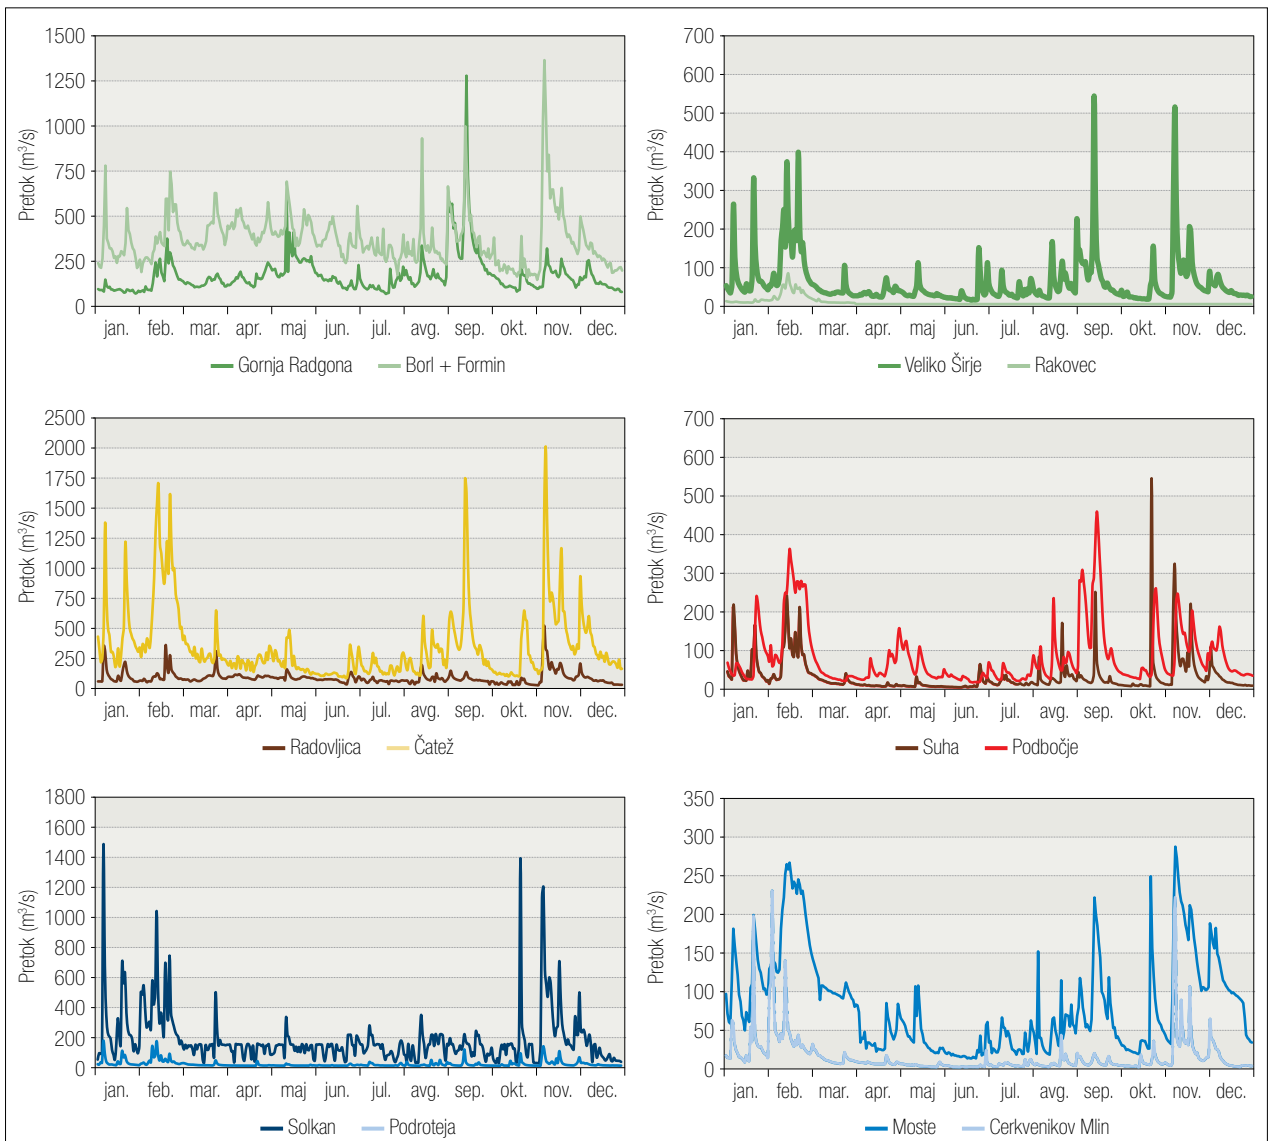 1500
1250
1000
750
500
250
0
Pretok (m³/s)
jan. feb. mar. apr. maj jun. jul. avg. sep. okt. nov. dec.
Gornja Radgona Borl + Formin
700
600
500
400
300
200
100
0
Pretok (m³/s)
jan. feb. mar. apr. maj jun. jul. avg. sep. okt. nov. dec.
Veliko Širje Rakovec
2500
2000
1750
1500
1250
1000
750
500
250
0
Pretok (m³/s)
jan. feb. mar. apr. maj jun. jul. avg. sep. okt. nov. dec.
Radovljica Čatež
700
600
500
400
300
200
100
0
Pretok (m³/s)
jan. feb. mar. apr. maj jun. jul. avg. sep. okt. nov. dec.
Suha Podbočje
1800
1600
1400
1200
1000
800
600
400
200
0
Pretok (m³/s)
jan. feb. mar. apr. maj jun. jul. avg. sep. okt. nov. dec.
Solkan Podroteja
350
300
250
200
150
100
50
0
Pretok (m³/s)
jan. feb. mar. apr. maj jun. jul. avg. sep. okt. nov. dec.
Moste Cerkvenikov Mlin